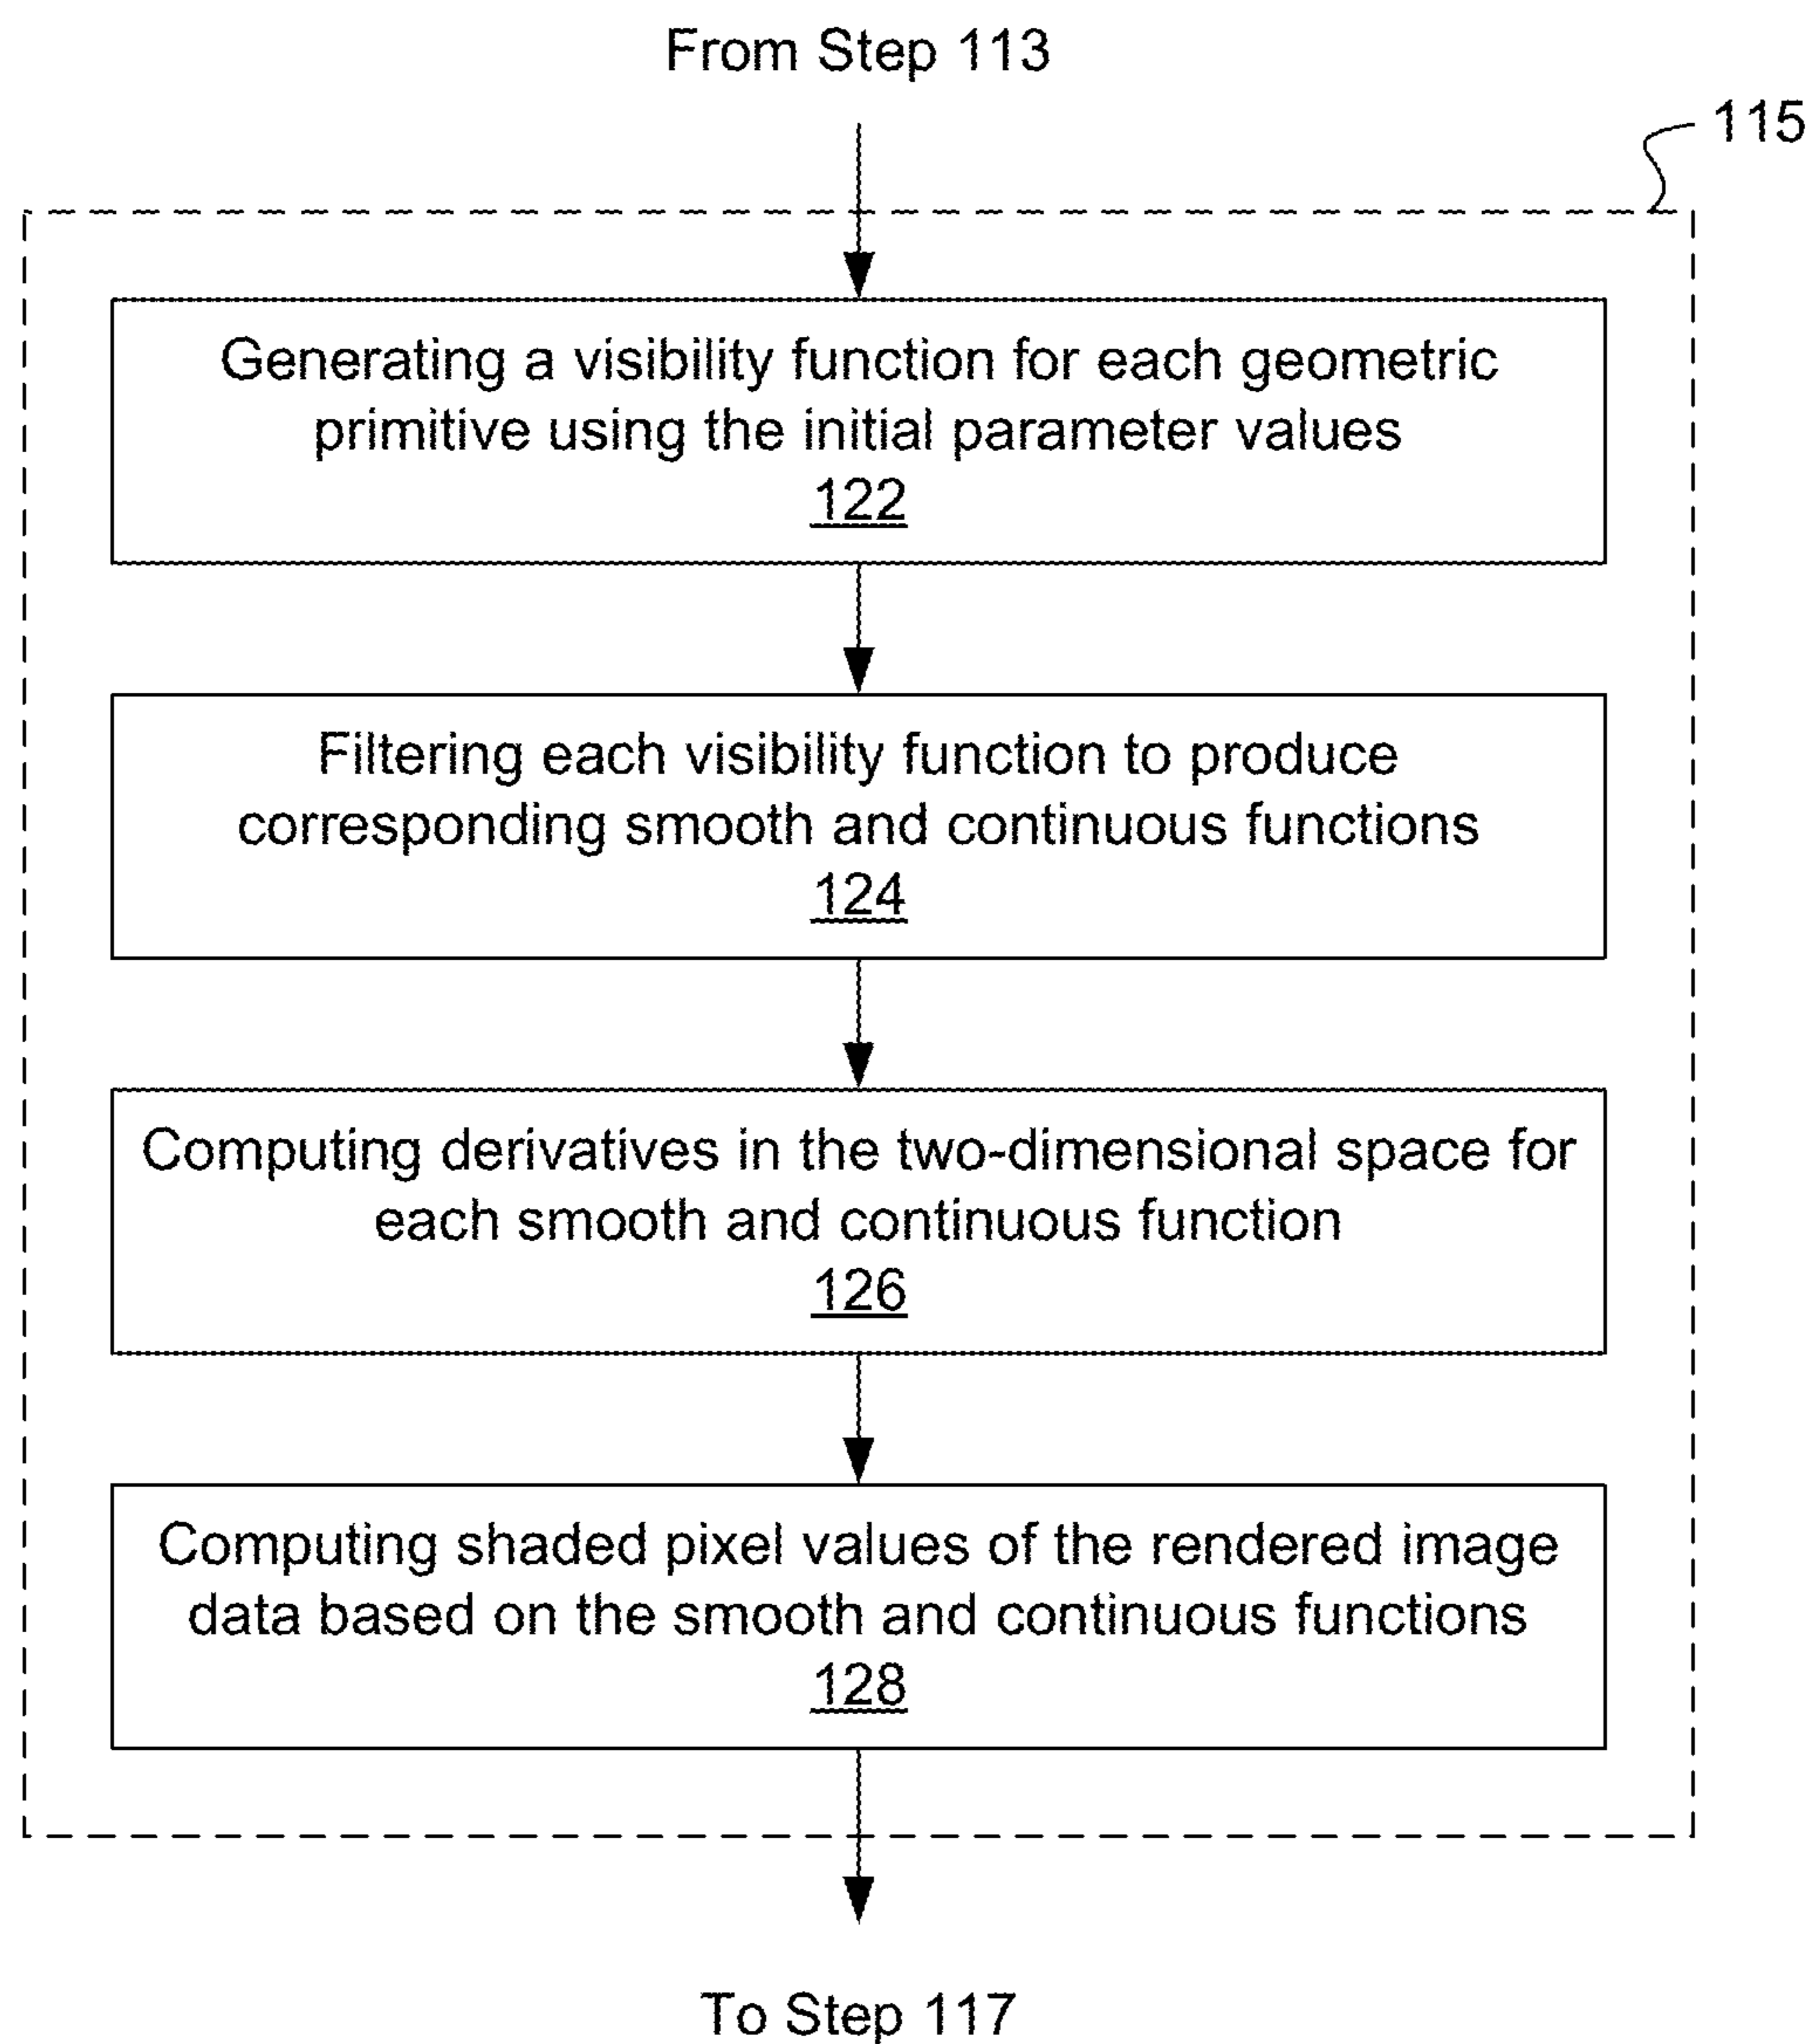 From Step 113
115
Generating a visibility function for each geometric
primitive using the initial parameter values
122
Filtering each visibility function to produce
corresponding smooth and continuous functions
124
Computing derivatives in the two-dimensional space for
each smooth and continuous function
126
Computing shaded pixel values of the rendered image
data based on the smooth and continuous functions
128
To Step 117